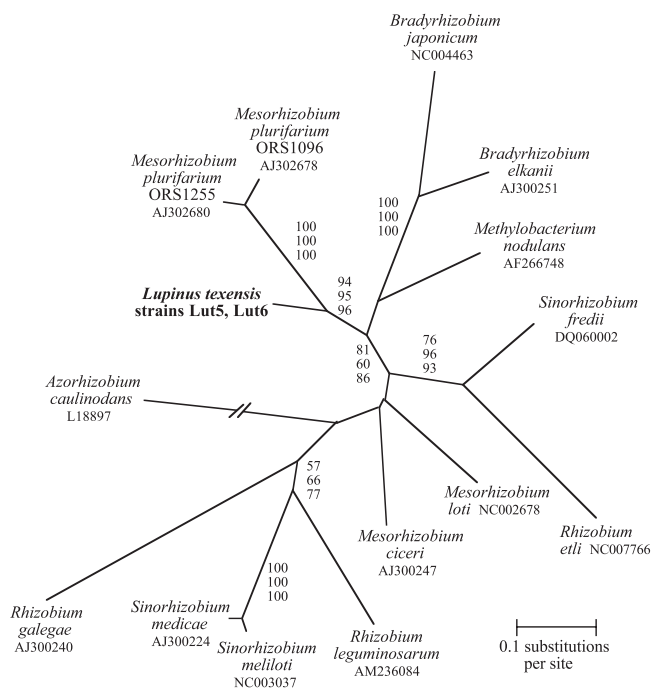 Bradyrhizobium
japonicum
NC004463
Mesorhizobium
plurifarium
ORS1096
AJ302678
Mesorhizobium
plurifarium
ORS1255
AJ302680
Bradyrhizobium
elkanii
AJ300251
100
100
100
100
100
100
Methylobacterium
nodulans
AF266748
Lupinus texensis
strains Lut5, Lut6
94
95
96
Sinorhizobium
fredii
DQ060002
81
60
86
76
96
93
Azorhizobium
caulinodans
L18897
57
66
77
Mesorhizobium
loti NC002678
Mesorhizobium
ciceri
AJ300247
Rhizobium
etli NC007766
100
100
100
Rhizobium
galegae
AJ300240
Sinorhizobium
medicae
AJ300224
Sinorhizobium
meliloti
NC003037
Rhizobium
leguminosarum
AM236084
0.1 substitutions
per site